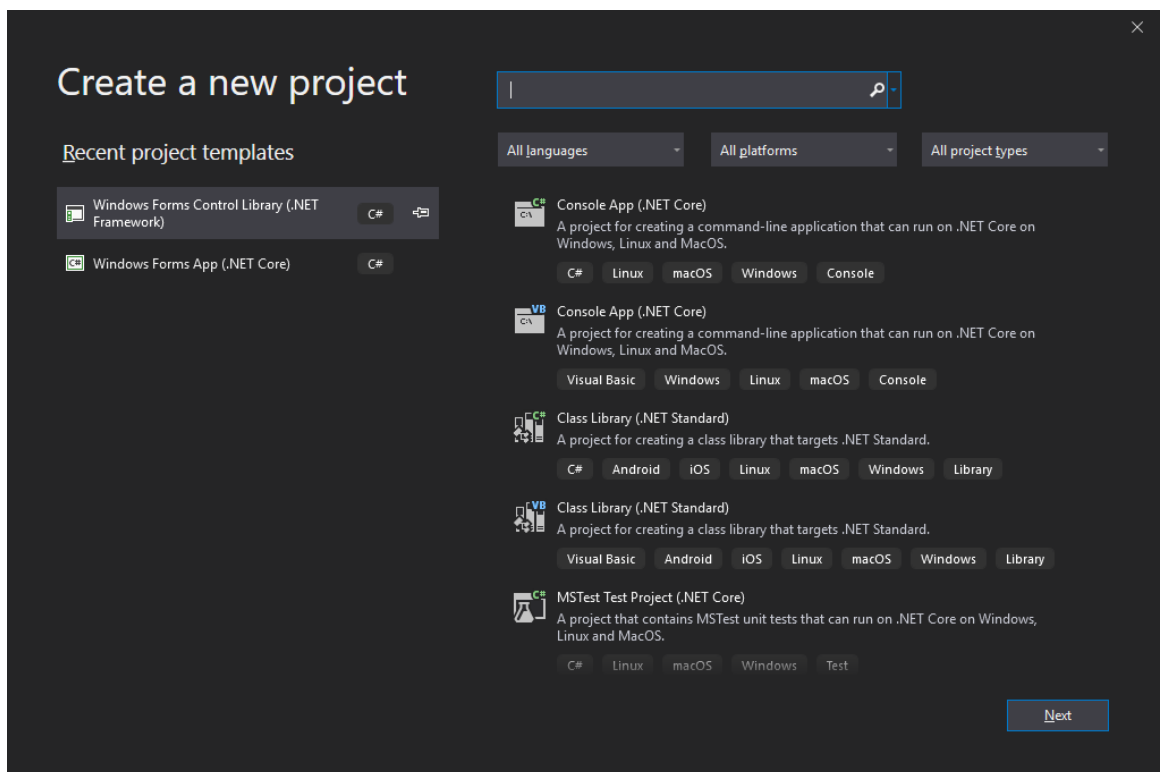 Create a new project
Recent project templates
Windows Forms Control Library (.NET
Framework)
C#
C#
Windows Forms App (.NET Core)
C#
All languages
All platforms
All project types
C#
C:\
Console App (.NET Core)
A project for creating a command-line application that can run on .NET Core on
Windows, Linux and MacOS.
C# Linux macOS Windows Console
VB
C:\
Console App (.NET Core)
A project for creating a command-line application that can run on .NET Core on
Windows, Linux and MacOS.
Visual Basic Windows Linux macOS Console
C#
Class Library (.NET Standard)
A project for creating a class library that targets .NET Standard.
C# Android iOS Linux macOS Windows Library
VB
Class Library (.NET Standard)
A project for creating a class library that targets .NET Standard.
Visual Basic Android iOS Linux macOS Windows Library
C#
MSTest Test Project (.NET Core)
A project that contains MSTest unit tests that can run on .NET Core on Windows,
Linux and MacOS.
C# Linux macOS Windows Test
Next